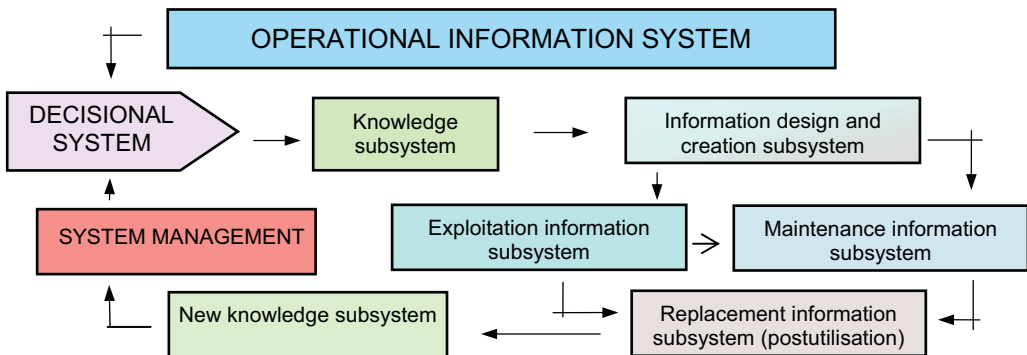 OPERATIONAL INFORMATION SYSTEM
DECISIONAL
SYSTEM
Knowledge
subsystem
Information design and
creation subsystem
SYSTEM MANAGEMENT
Exploitation information
subsystem
Maintenance information
subsystem
New knowledge subsystem
Replacement information
subsystem (postutilisation)